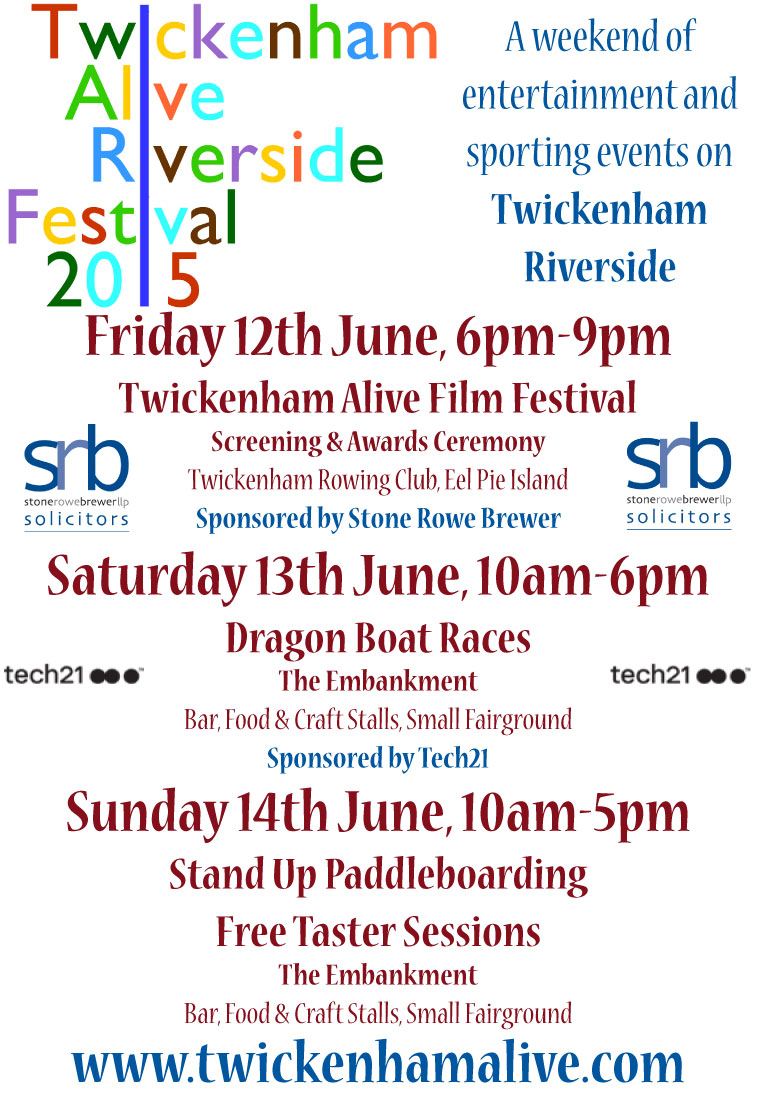 Twickenham
Alive
Riverside
Festival
2015
A weekend of
entertainment and
sporting events on
Twickenham
Riverside
Friday 12th June, 6pm-9pm
Twickenham Alive Film Festival
Screening & Awards Ceremony
Twickenham Rowing Club, Eel Pie Island
Sponsored by Stone Rowe Brewer
srb
stonerowebrewerllp
solicitors
srb
stonerowebrewerllp
solicitors
Saturday 13th June, 10am-6pm
Dragon Boat Races
tech21™
tech21™
The Embankment
Bar, Food & Craft Stalls, Small Fairground
Sponsored by Tech21
Sunday 14th June, 10am-5pm
Stand Up Paddleboarding
Free Taster Sessions
The Embankment
Bar, Food & Craft Stalls, Small Fairground
www.twickenhamalive.com